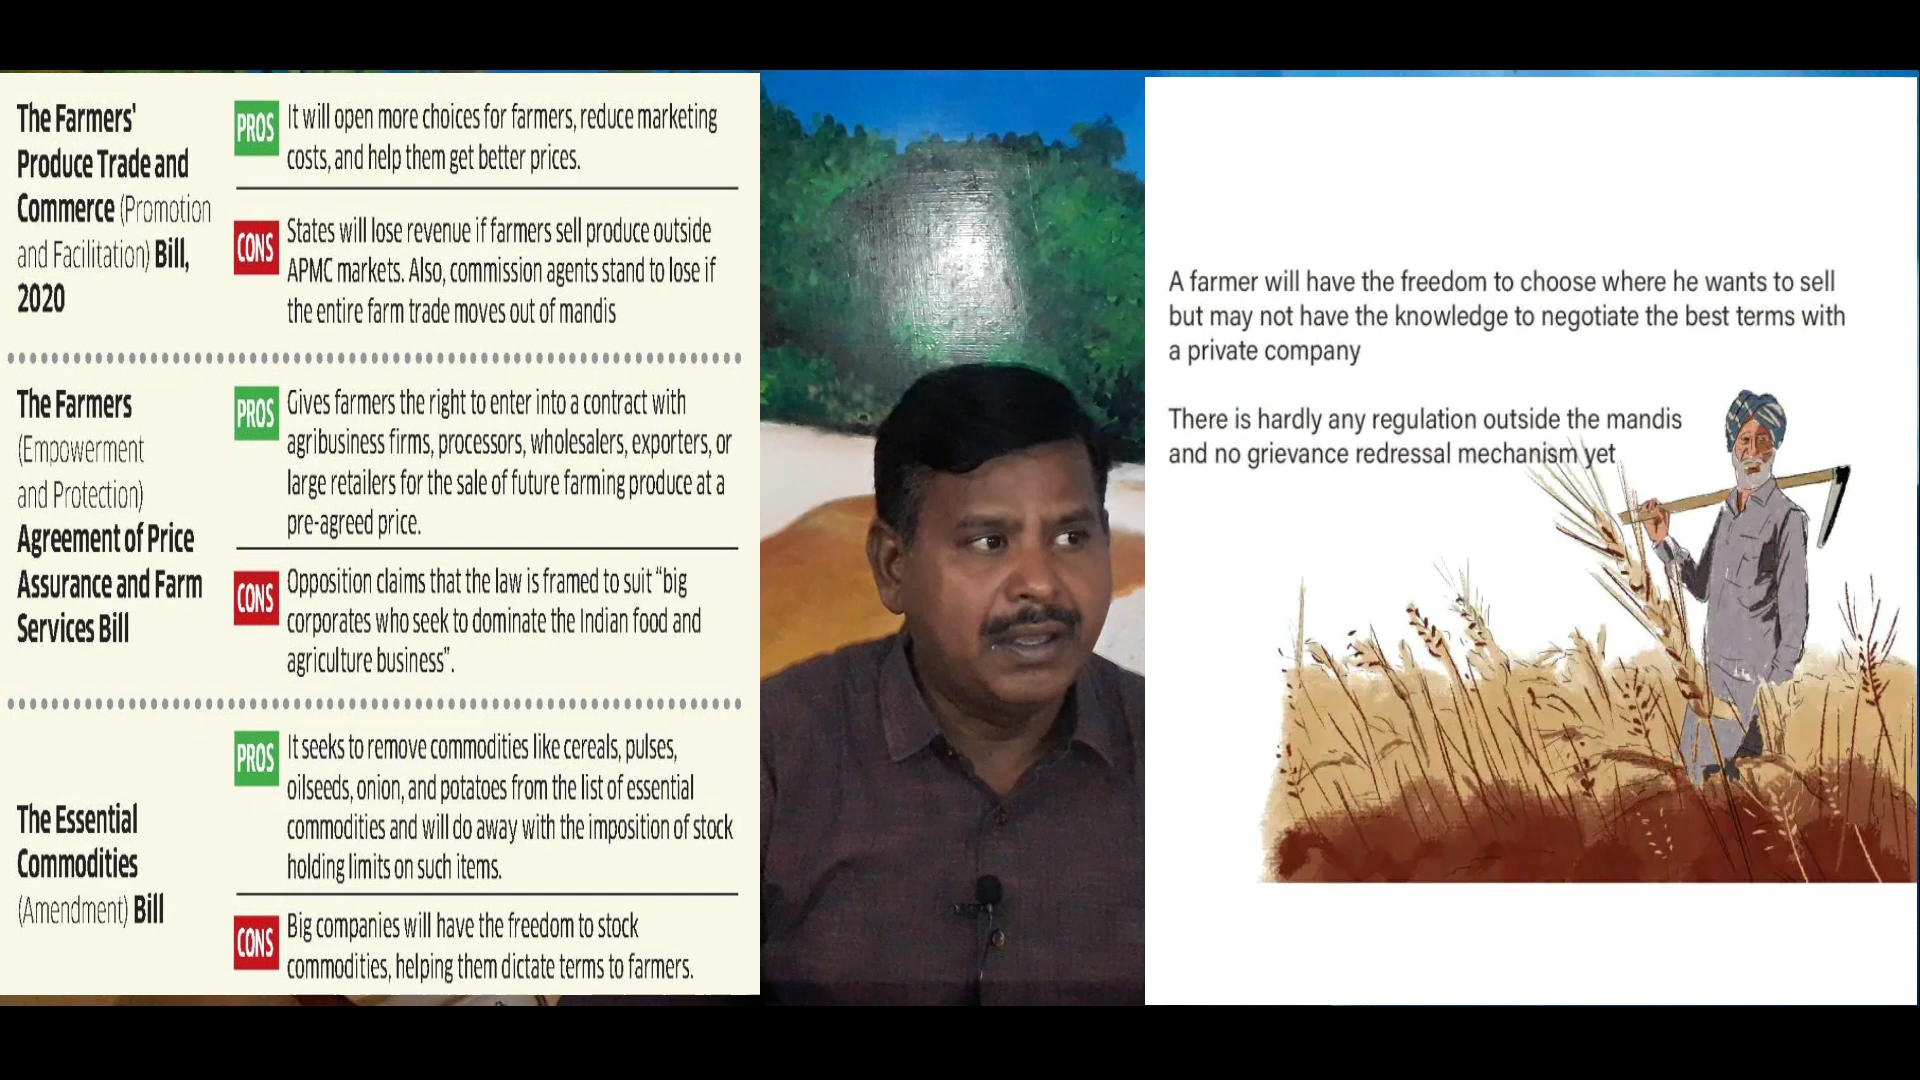 The Farmers'
Produce Trade and
Commerce (Promotion
and Facilitation) Bill,
2020
PROS
It will open more choices for farmers, reduce marketing
costs, and help them get better prices.
CONS
States will lose revenue if farmers sell produce outside
APMC markets. Also, commission agents stand to lose if
the entire farm trade moves out of mandis
The Farmers
(Empowerment
and Protection)
Agreement of Price
Assurance and Farm
Services Bill
PROS
Gives farmers the right to enter into a contract with
agribusiness firms, processors, wholesalers, exporters, or
large retailers for the sale of future farming produce at a
pre-agreed price.
CONS
Opposition claims that the law is framed to suit “big
corporates who seek to dominate the Indian food and
agriculture business”.
The Essential
Commodities
(Amendment) Bill
PROS
It seeks to remove commodities like cereals, pulses,
oilseeds, onion, and potatoes from the list of essential
commodities and will do away with the imposition of stock
holding limits on such items.
CONS
Big companies will have the freedom to stock
commodities, helping them dictate terms to farmers.
A farmer will have the freedom to choose where he wants to sell
but may not have the knowledge to negotiate the best terms with
a private company
There is hardly any regulation outside the mandis
and no grievance redressal mechanism yet